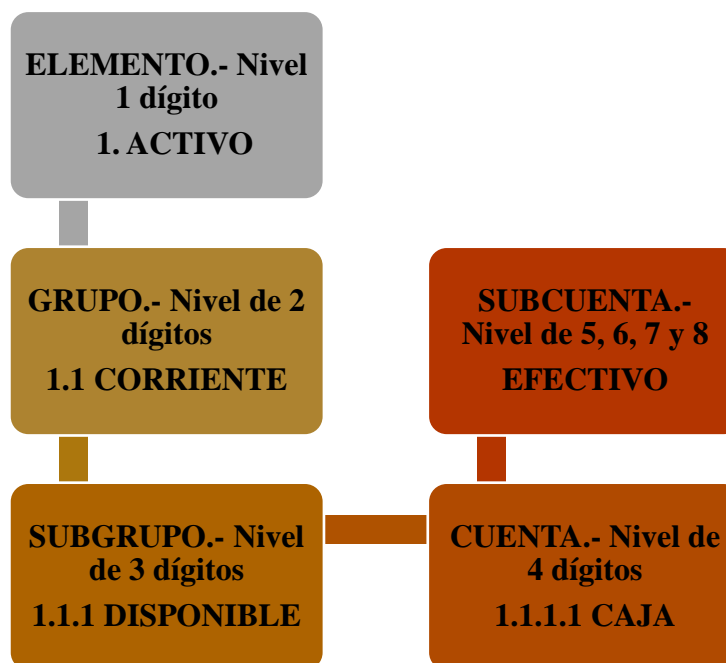 ELEMENTO.- Nivel
1 dígito
1. ACTIVO
GRUPO.- Nivel de 2
dígitos
1.1 CORRIENTE
SUBGRUPO.- Nivel
de 3 dígitos
1.1.1 DISPONIBLE
CUENTA.- Nivel de
4 dígitos
1.1.1.1 CAJA
SUBCUENTA.-
Nivel de 5, 6, 7 y 8
EFECTIVO